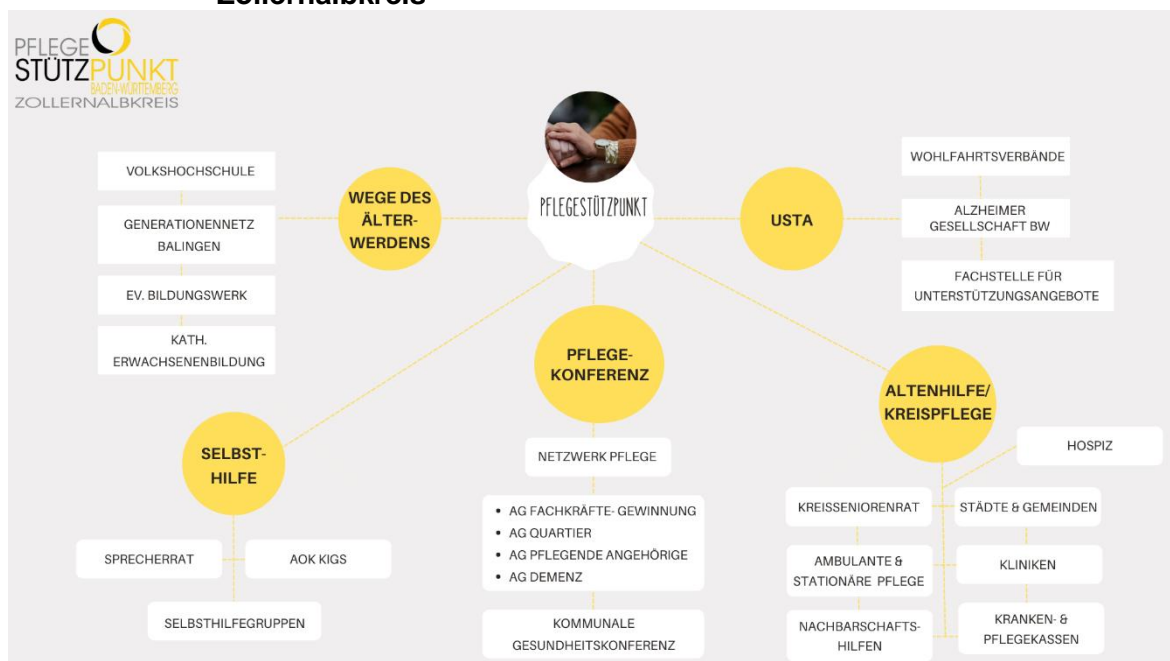 Zollernalbkreis
PFLEGE
STÜTZPUNKT
BADEN-WÜRTTEMBERG
ZOLLERNALBKREIS
PFLEGESTÜTZPUNKT
WEGE DES
ÄLTER-
WERDENS
VOLKSHOCHSCHULE
GENERATIONENNETZ
BALINGEN
EV. BILDUNGSWERK
KATH.
ERWACHSENENBILDUNG
USTA
WOHLFAHRTSVERBÄNDE
ALZHEIMER
GESELLSCHAFT BW
FACHSTELLE FÜR
UNTERSTÜTZUNGSANGEBOTE
SELBST-
HILFE
SPRECHERRAT
AOK KIGS
SELBSTHILFEGRUPPEN
PFLEGE-
KONFERENZ
NETZWERK PFLEGE
• AG FACHKRÄFTE- GEWINNUNG
• AG QUARTIER
• AG PFLEGENDE ANGEHÖRIGE
• AG DEMENZ
KOMMUNALE
GESUNDHEITSKONFERENZ
ALTENHILFE/
KREISPFLEGE
HOSPIZ
KREISSENIORENRAT
STÄDTE & GEMEINDEN
AMBULANTE &
STATIONÄRE PFLEGE
KLINIKEN
NACHBARSCHAFTS-
HILFEN
KRANKEN- &
PFLEGEKASSEN